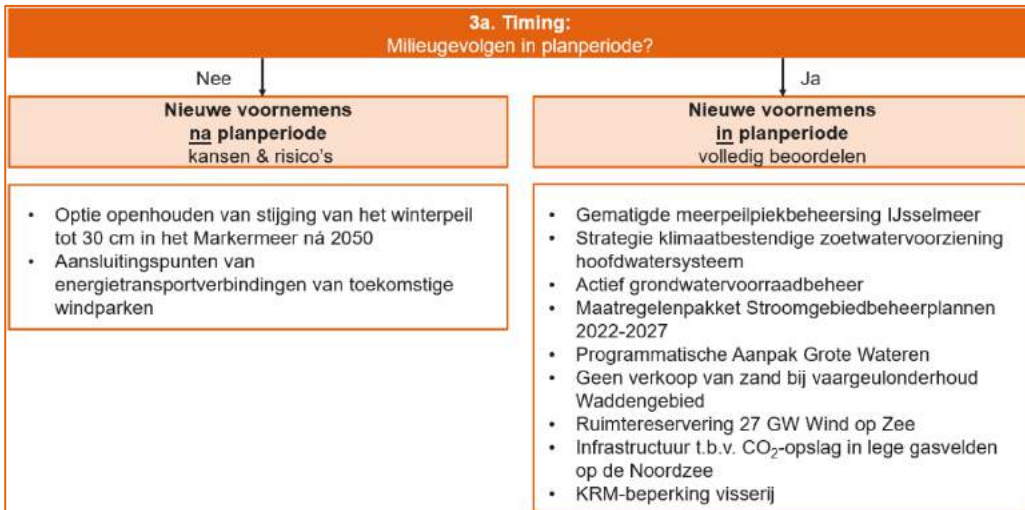 3a. Timing:
Milieugevolgen in planperiode?
Nee
Ja
Nieuwe voornemens
na planperiode
kansen & risico's
Nieuwe voornemens
in planperiode
volledig beoordelen
• Optie openhouden van stijging van het winterpeil
tot 30 cm in het Markermeer ná 2050
• Aansluitingspunten van
energietransportverbindingen van toekomstige
windparken
• Gematigde meerpeilpiekbeheersing IJsselmeer
• Strategie klimaatbestendige zoetwatervoorziening
hoofdwatersysteem
• Actief grondwatervoorraadbeheer
• Maatregelenpakket Stroomgebiedbeheerplannen
2022-2027
• Programmatische Aanpak Grote Wateren
• Geen verkoop van zand bij vaargeulonderhoud
Waddengebied
• Ruimtereservering 27 GW Wind op Zee
• Infrastructuur t.b.v. CO₂-opslag in lege gasvelden
op de Noordzee
• KRM-beperking visserij